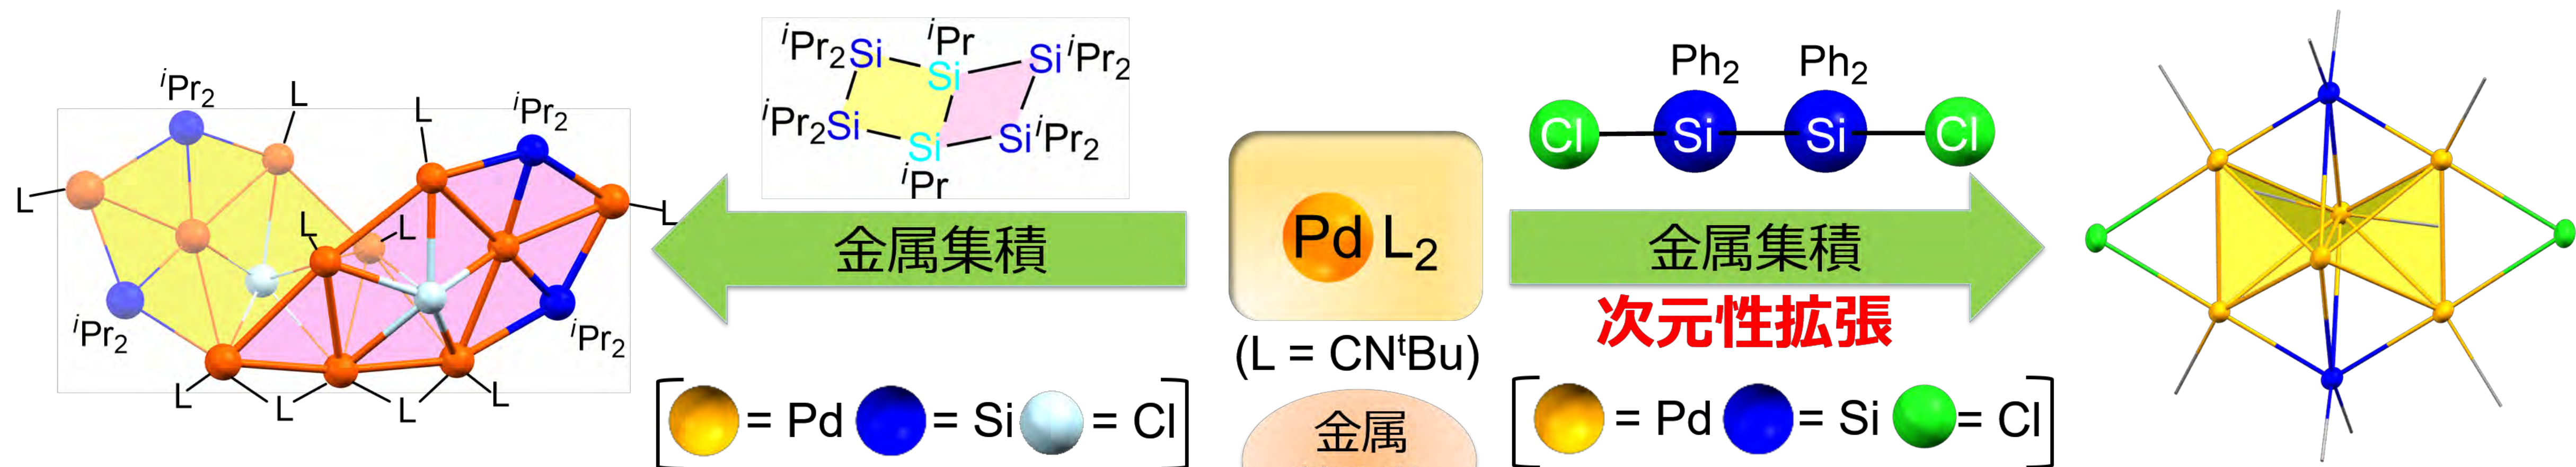 iPr2
L
L
iPr2
L
L
L
L
iPr2
iPr2
L
L
L
L
iPr2Si
iPr
Si
SiiPr2
iPr2Si
Si
SiiPr2
iPr
金属集積
[ = Pd = Si = Cl]
Pd L2
(L = CNtBu)
金属
Ph2 Ph2
Cl Si Si Cl
金属集積
次元性拡張
[ = Pd = Si = Cl]